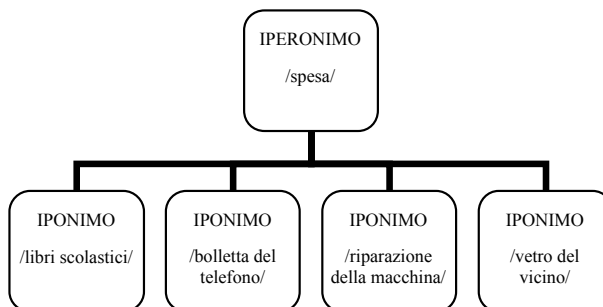 IPERONIMO
/spesa/
IPONIMO
/libri scolastici/
IPONIMO
/bolletta del
telefono/
IPONIMO
/riparazione
della macchina/
IPONIMO
/vetro del
vicino/